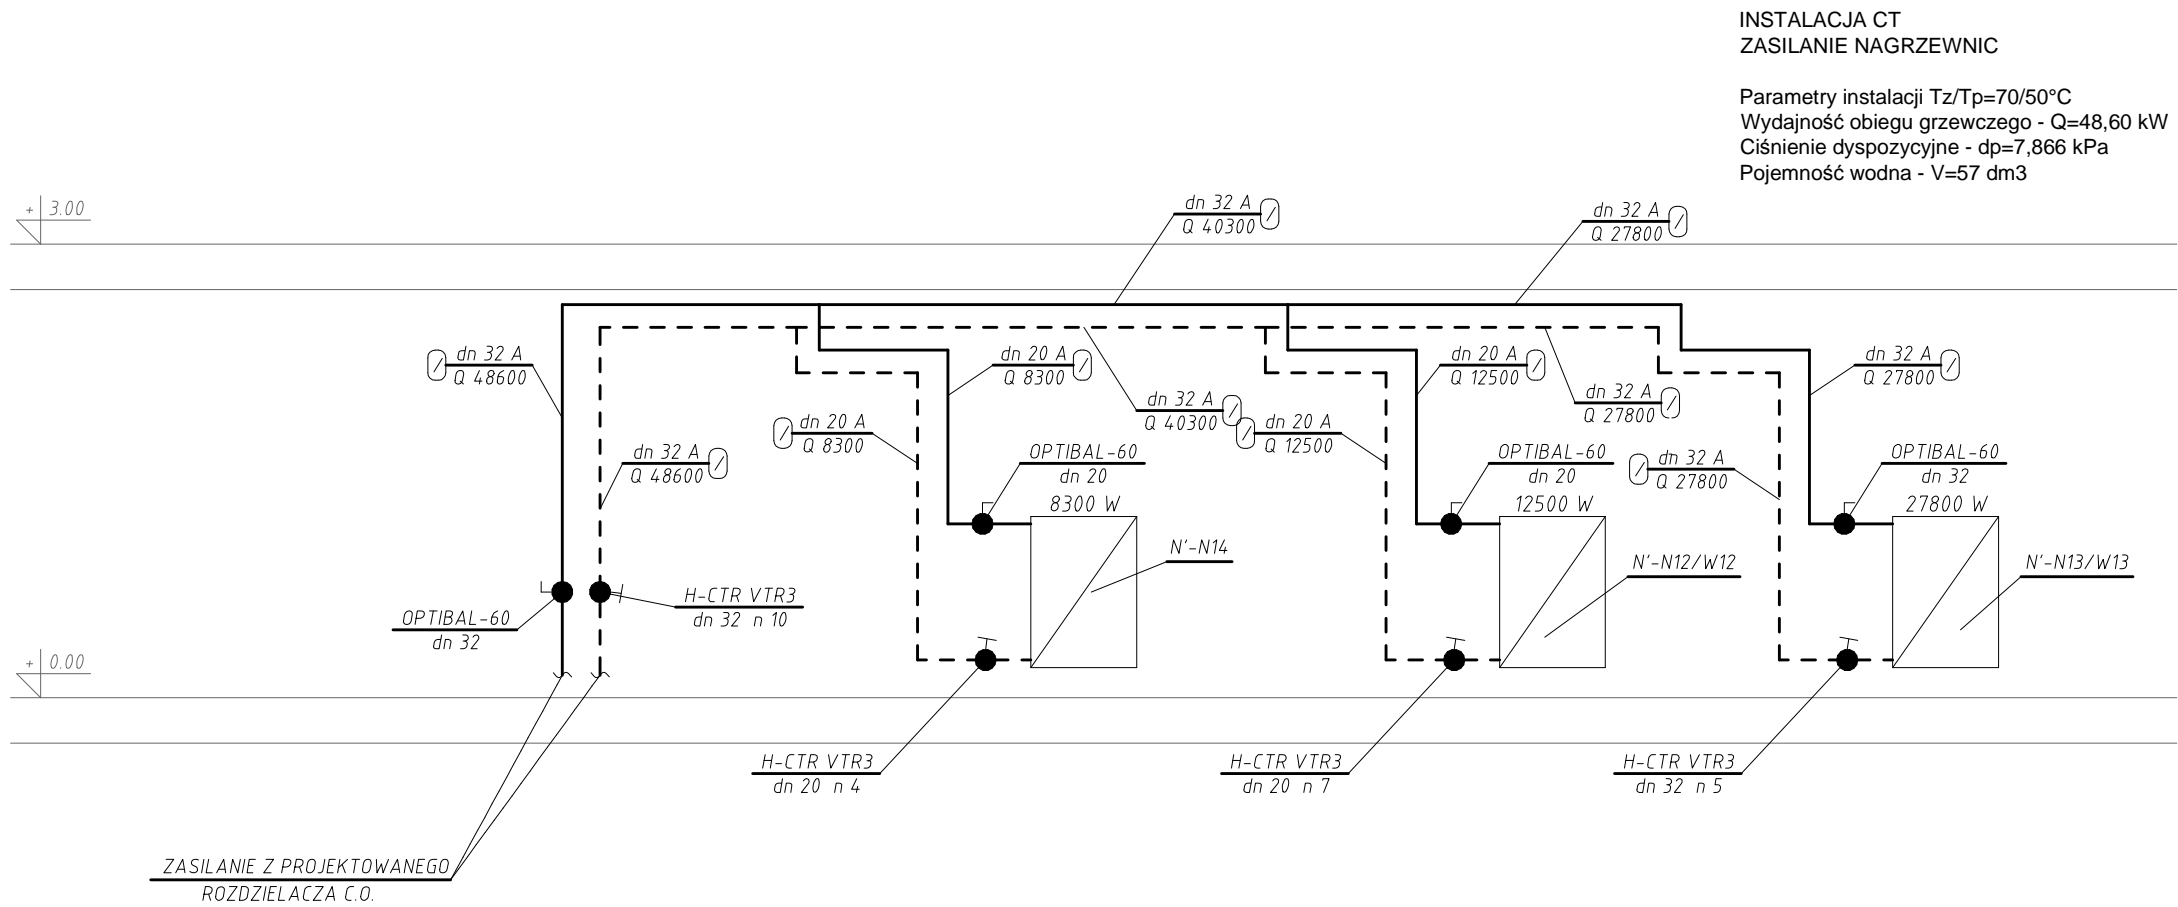 INSTALACJA CT
ZASILANIE NAGRZEWNIC
Parametry instalacji Tz/Tp=70/50°C
Wydajność obiegu grzewczego - Q=48,60 kW
Ciśnienie dyspozycyjne - dp=7,866 kPa
Pojemność wodna - V=57 dm3
+ 3.00
dn 32 A
Q 40300
dn 32 A
Q 27800
dn 32 A
Q 48600
dn 20 A
Q 8300
dn 20 A
Q 12500
dn 32 A
Q 27800
dn 32 A
Q 40300
dn 32 A
Q 27800
dn 20 A
Q 8300
dn 20 A
Q 12500
dn 32 A
Q 48600
dn 32 A
Q 27800
OPTIBAL-60
dn 20
OPTIBAL-60
dn 20
OPTIBAL-60
dn 32
8300 W
12500 W
27800 W
N'-N14
N'-N12/W12
N'-N13/W13
OPTIBAL-60
dn 32
H-CTR VTR3
dn 32 n 10
+ 0.00
H-CTR VTR3
dn 20 n 4
H-CTR VTR3
dn 20 n 7
H-CTR VTR3
dn 32 n 5
ZASILANIE Z PROJEKTOWANEGO
ROZDZIELACZA C.O.